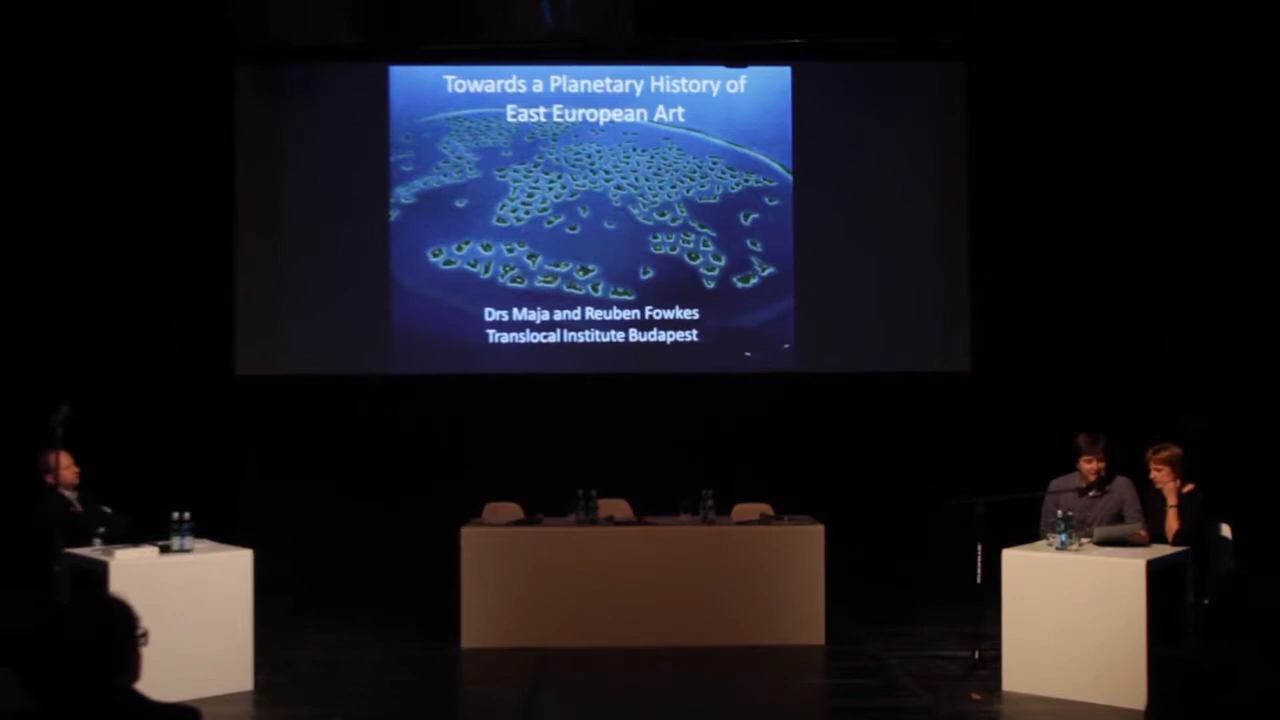 Towards a Planetary History of
East European Art
Drs Maja and Reuben Fowkes
Translocal Institute Budapest